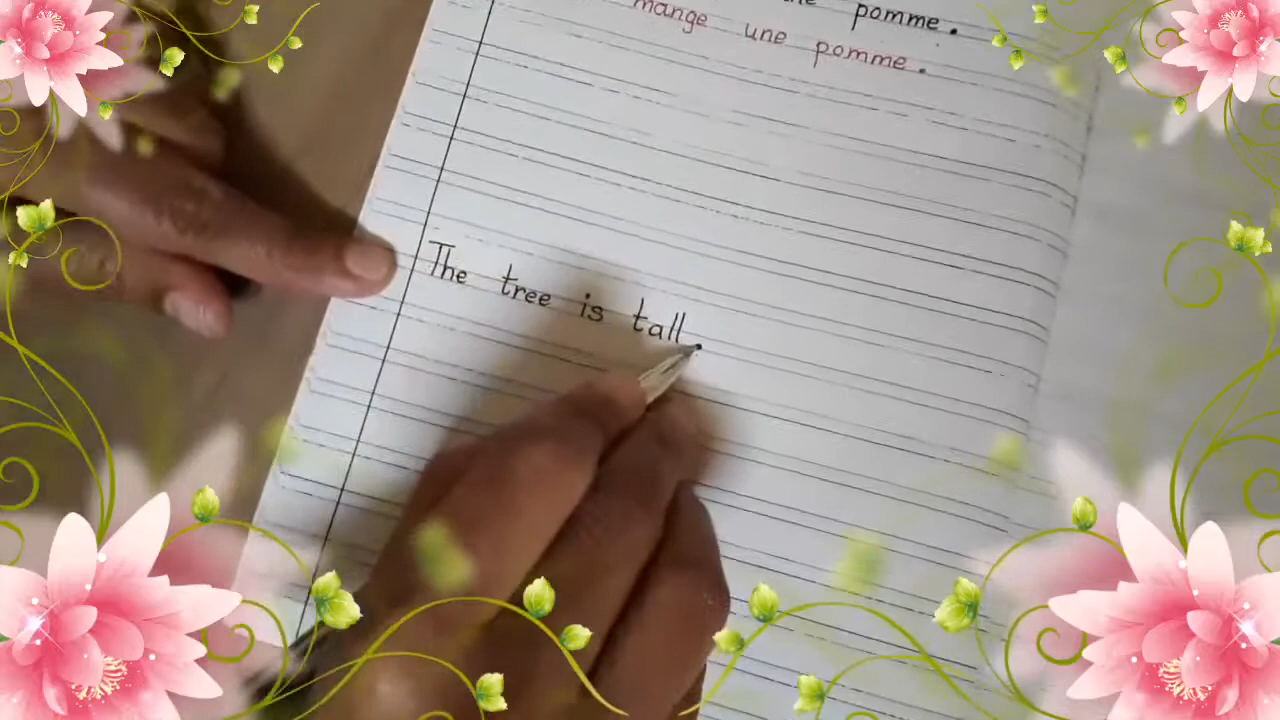 pomme.
mange une pomme.
The tree is tall.